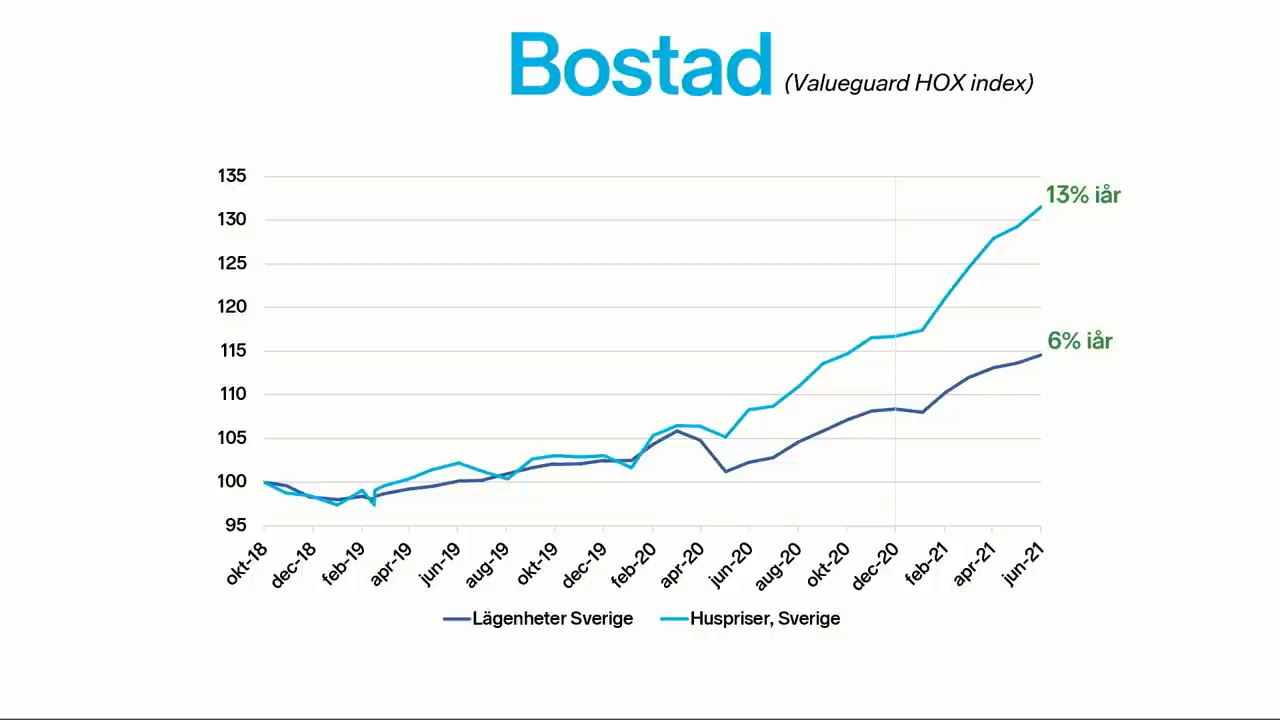 Bostad (Valueguard HOX index)
135
130
125
120
115
110
105
100
95
13% iår
6% iår
okt-18 dec-18 feb-19 apr-19 jun-19 aug-19 okt-19 dec-19 feb-20 apr-20 jun-20 aug-20 okt-20 dec-20 feb-21 apr-21 jun-21
Lägenheter Sverige Huspriser, Sverige